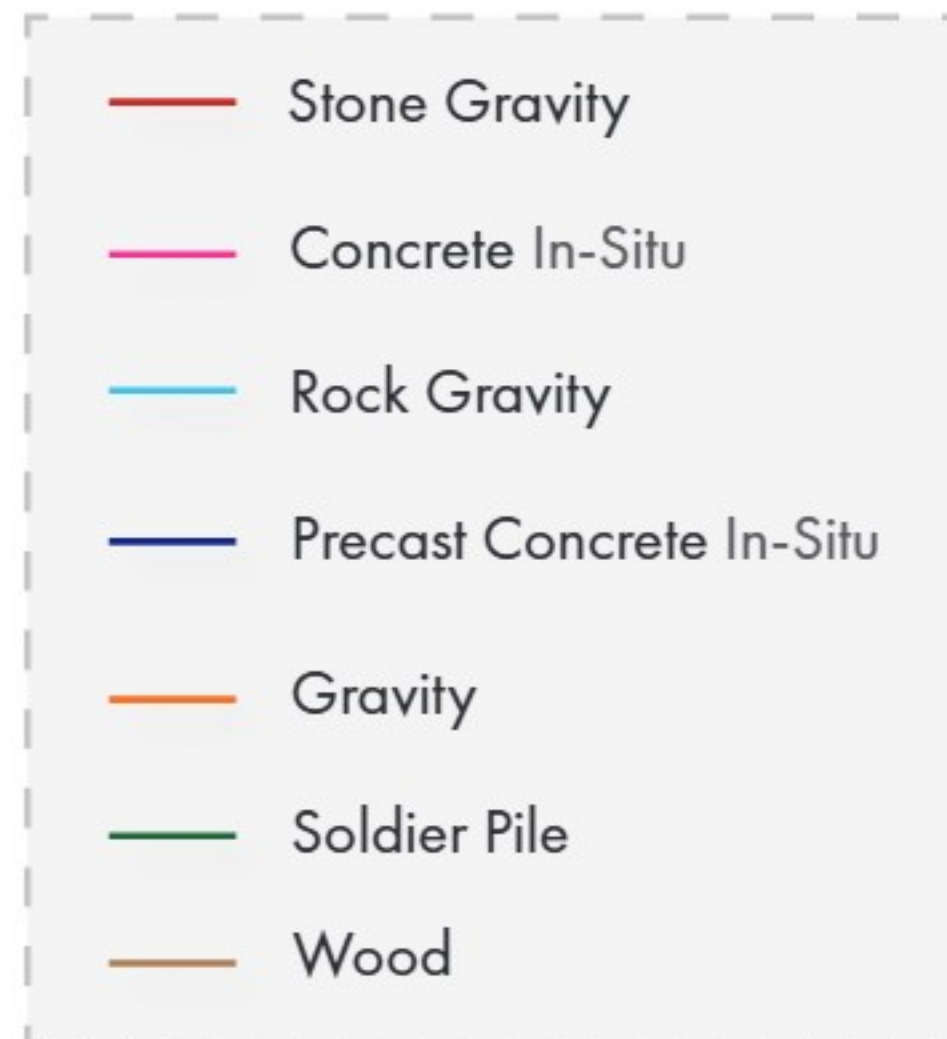 Stone Gravity
Concrete In-Situ
Rock Gravity
Precast Concrete In-Situ
Gravity
Soldier Pile
Wood